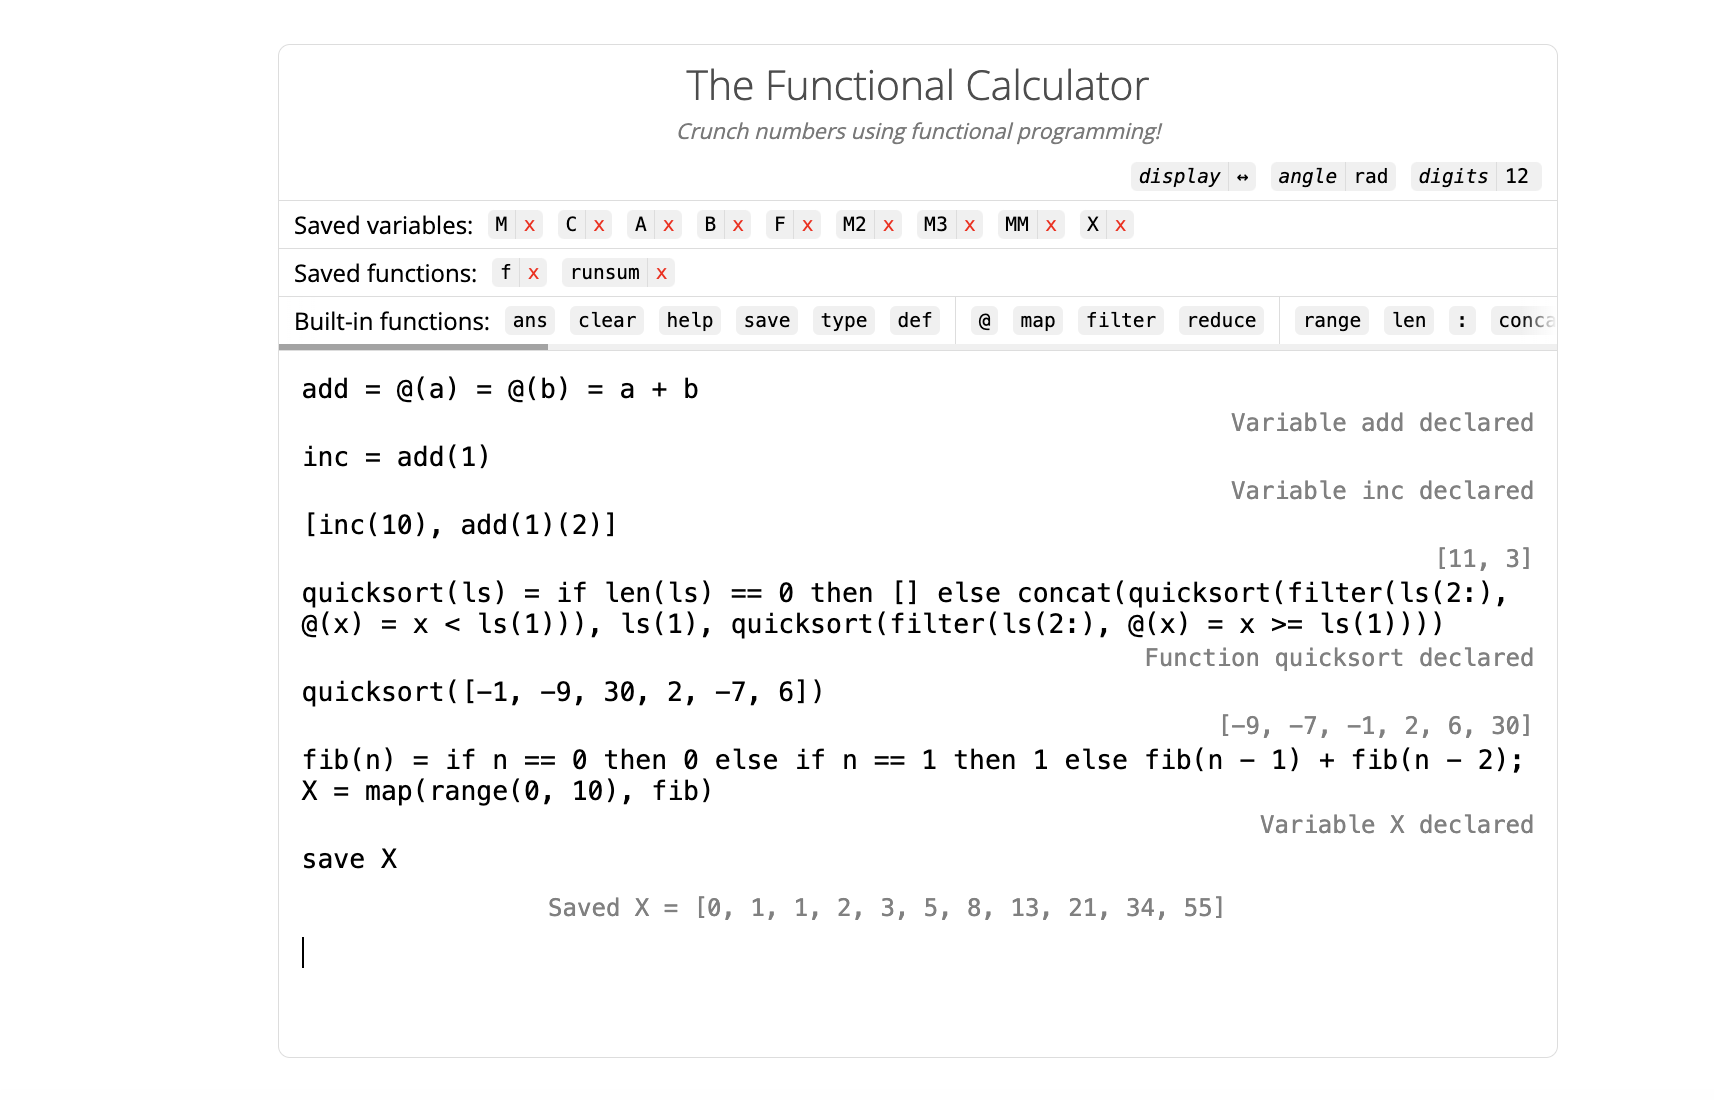 The Functional Calculator
Crunch numbers using functional programming!
display ↔ angle rad digits 12
Saved variables: M x C x A x B x F x M2 x M3 x MM x X x
Saved functions: f x runsum x
Built-in functions: ans clear help save type def @ map filter reduce range len : conca
add = @(a) = @(b) = a + b
Variable add declared
inc = add(1)
Variable inc declared
[inc(10), add(1)(2)]
[11, 3]
quicksort(ls) = if len(ls) == 0 then [] else concat(quicksort(filter(ls(2:),
@(x) = x < ls(1))), ls(1), quicksort(filter(ls(2:), @(x) = x >= ls(1))))
Function quicksort declared
quicksort([−1, −9, 30, 2, −7, 6])
[−9, −7, −1, 2, 6, 30]
fib(n) = if n == 0 then 0 else if n == 1 then 1 else fib(n − 1) + fib(n − 2);
X = map(range(0, 10), fib)
Variable X declared
save X
Saved X = [0, 1, 1, 2, 3, 5, 8, 13, 21, 34, 55]